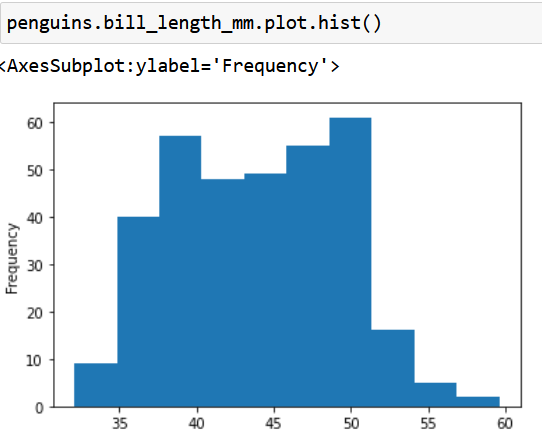 penguins.bill_length_mm.plot.hist()
<AxesSubplot:ylabel='Frequency'>
60
50
40
30
20
10
0
Frequency
35 40 45 50 55 60